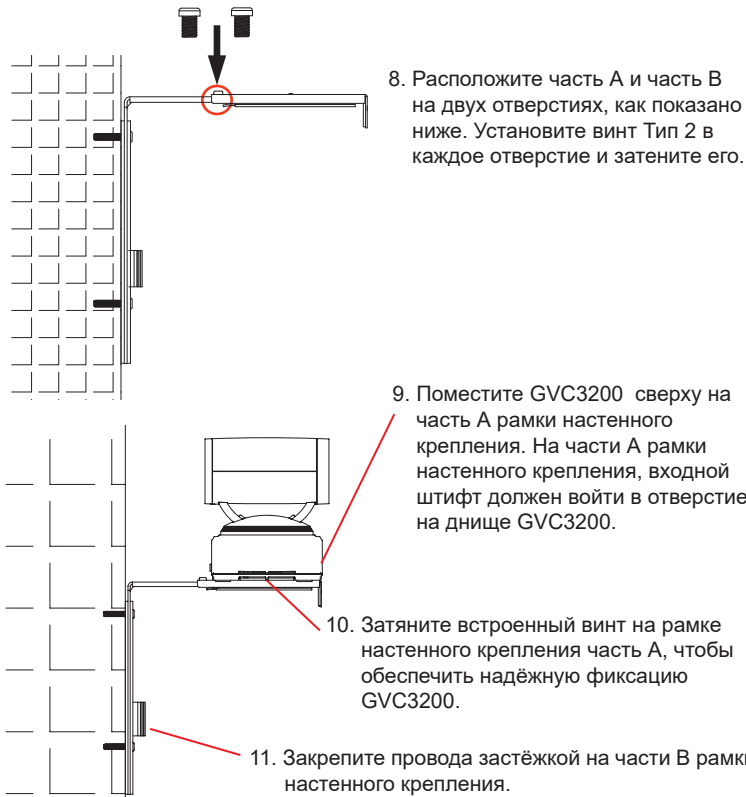 8. Расположите часть A и часть B
на двух отверстиях, как показано
ниже. Установите винт Тип 2 в
каждое отверстие и затените его.
9. Поместите GVC3200 сверху на
часть A рамки настенного
крепления. На части A рамки
настенного крепления, входной
штифт должен войти в отверстие
на днище GVC3200.
10. Затяните встроенный винт на рамке
настенного крепления часть A, чтобы
обеспечить надёжную фиксацию
GVC3200.
11. Закрепите провода застёжкой на части B рамки
настенного крепления.